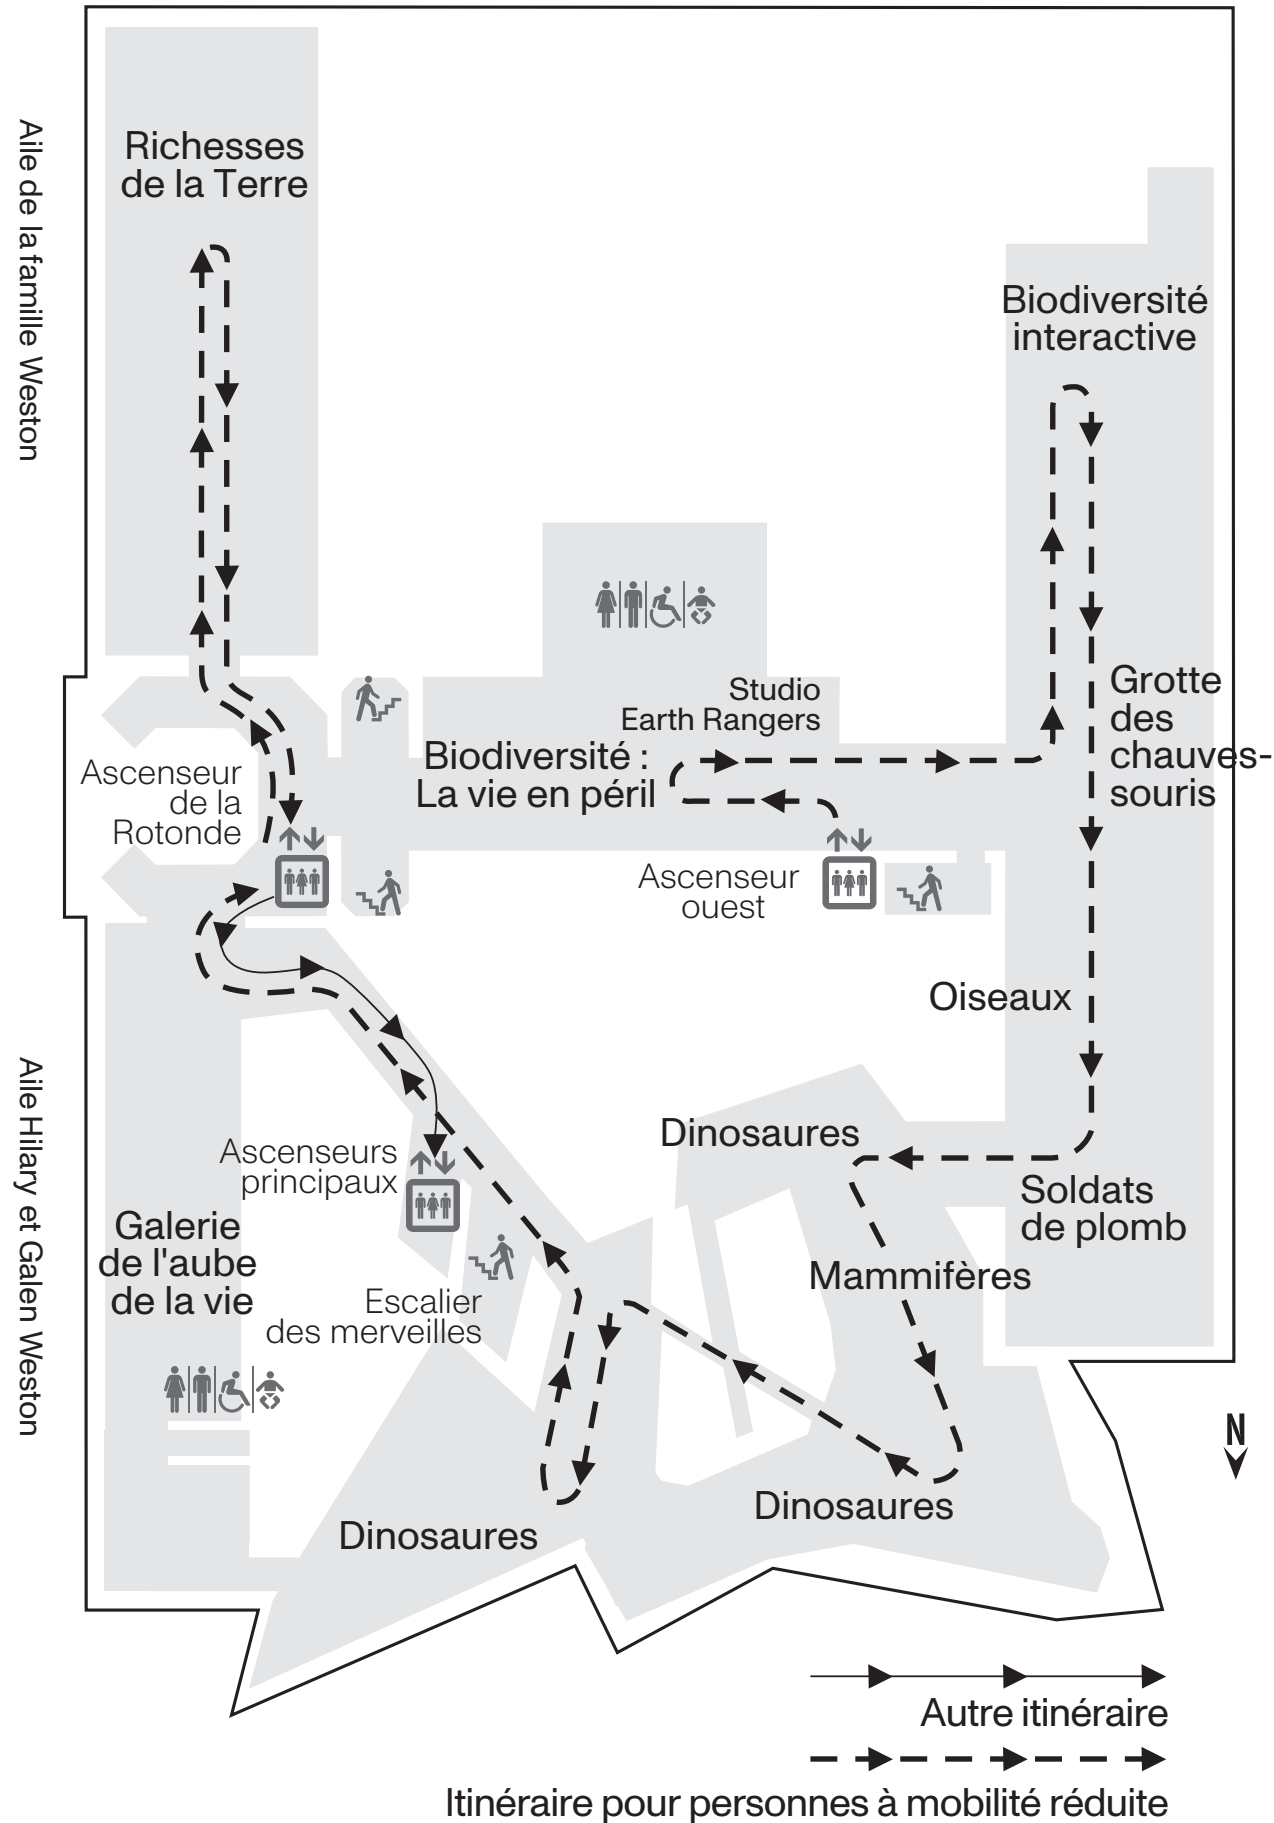 Aile de la famille Weston
Richesses
de la Terre
Biodiversité
interactive
Studio
Earth Rangers
Biodiversité :
La vie en péril
Grotte
des
chauves-
souris
Ascenseur
de la
Rotonde
Ascenseur
ouest
Oiseaux
Aile Hilary et Galen Weston
Dinosaures
Ascenseurs
principaux
Soldats
de plomb
Galerie
de l'aube
de la vie
Mammifères
Escalier
des merveilles
N
Dinosaures
Dinosaures
Autre itinéraire
Itinéraire pour personnes à mobilité réduite